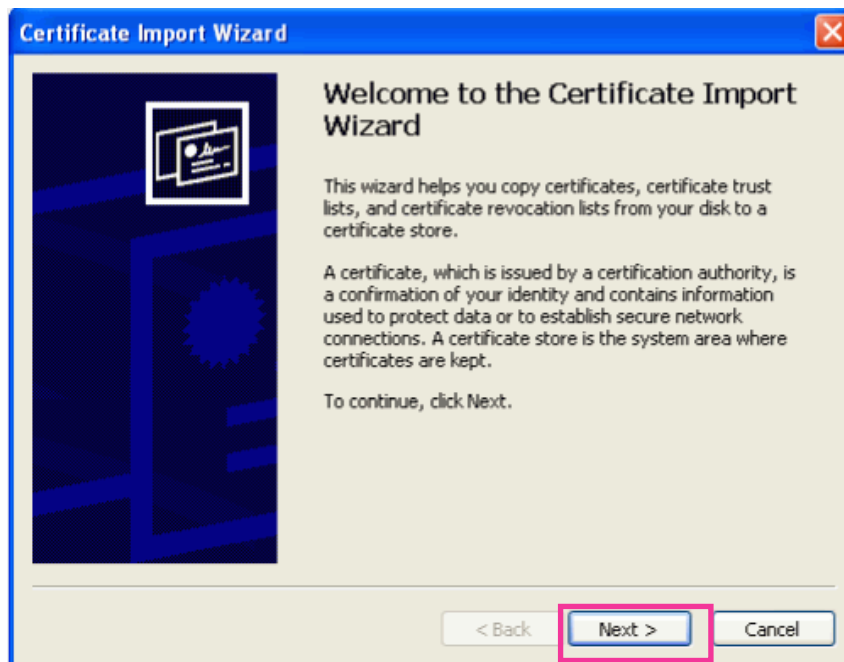 Certificate Import Wizard
Welcome to the Certificate Import
Wizard
This wizard helps you copy certificates, certificate trust
lists, and certificate revocation lists from your disk to a
certificate store.
A certificate, which is issued by a certification authority, is
a confirmation of your identity and contains information
used to protect data or to establish secure network
connections. A certificate store is the system area where
certificates are kept.
To continue, click Next.
< Back
Next >
Cancel